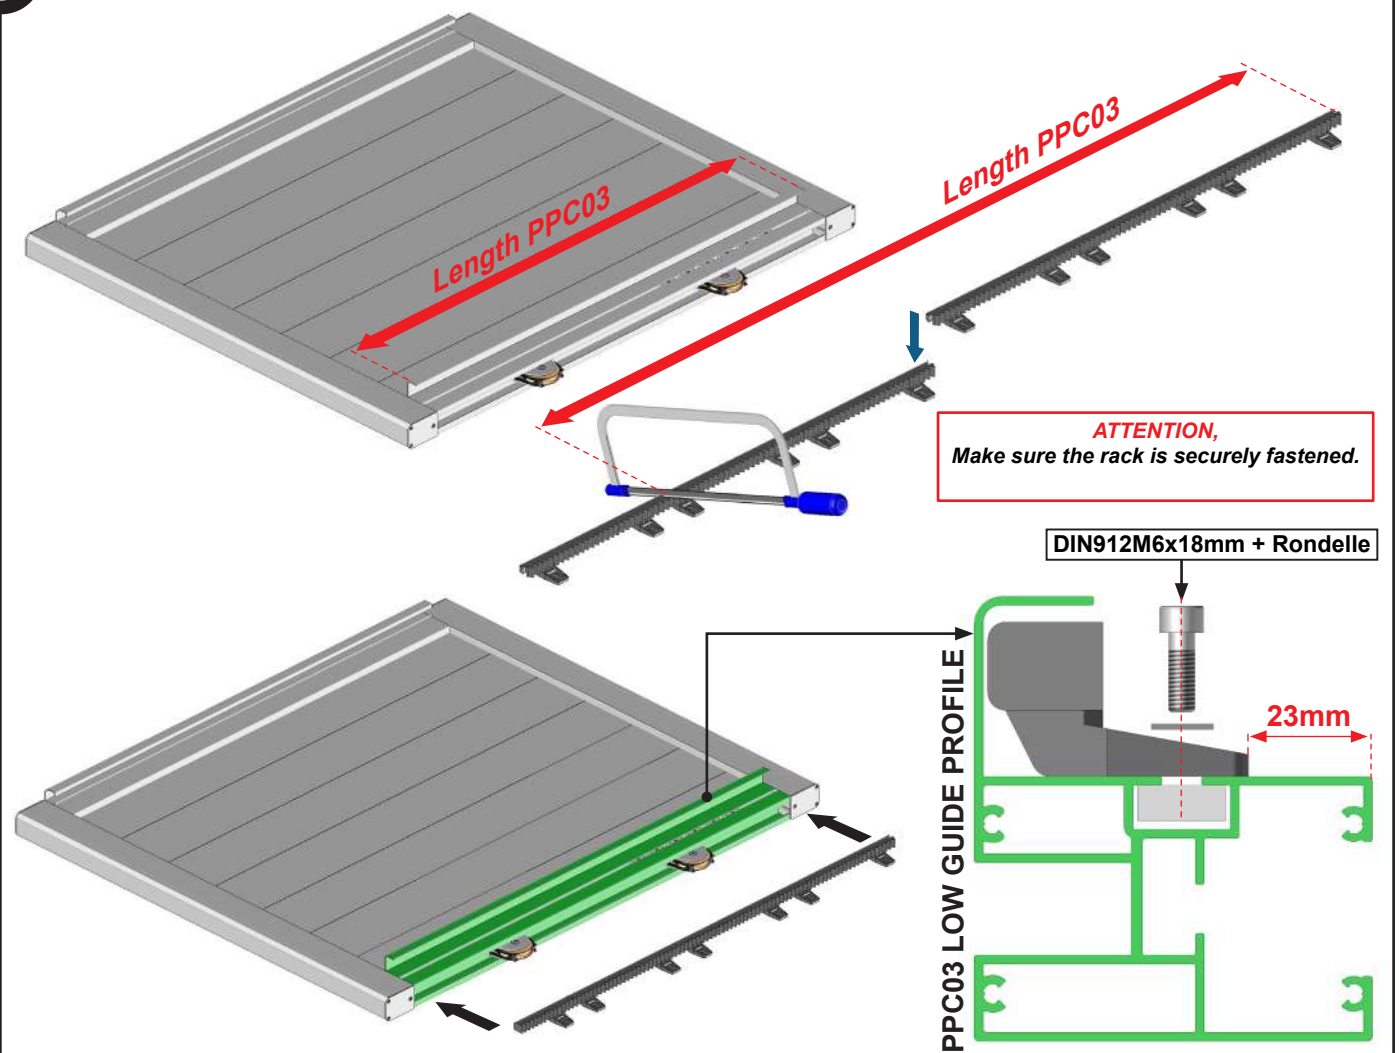 Length PPC03
Length PPC03
ATTENTION,
Make sure the rack is securely fastened.
DIN912M6x18mm + Rondelle
23mm
PPC03 LOW GUIDE PROFILE